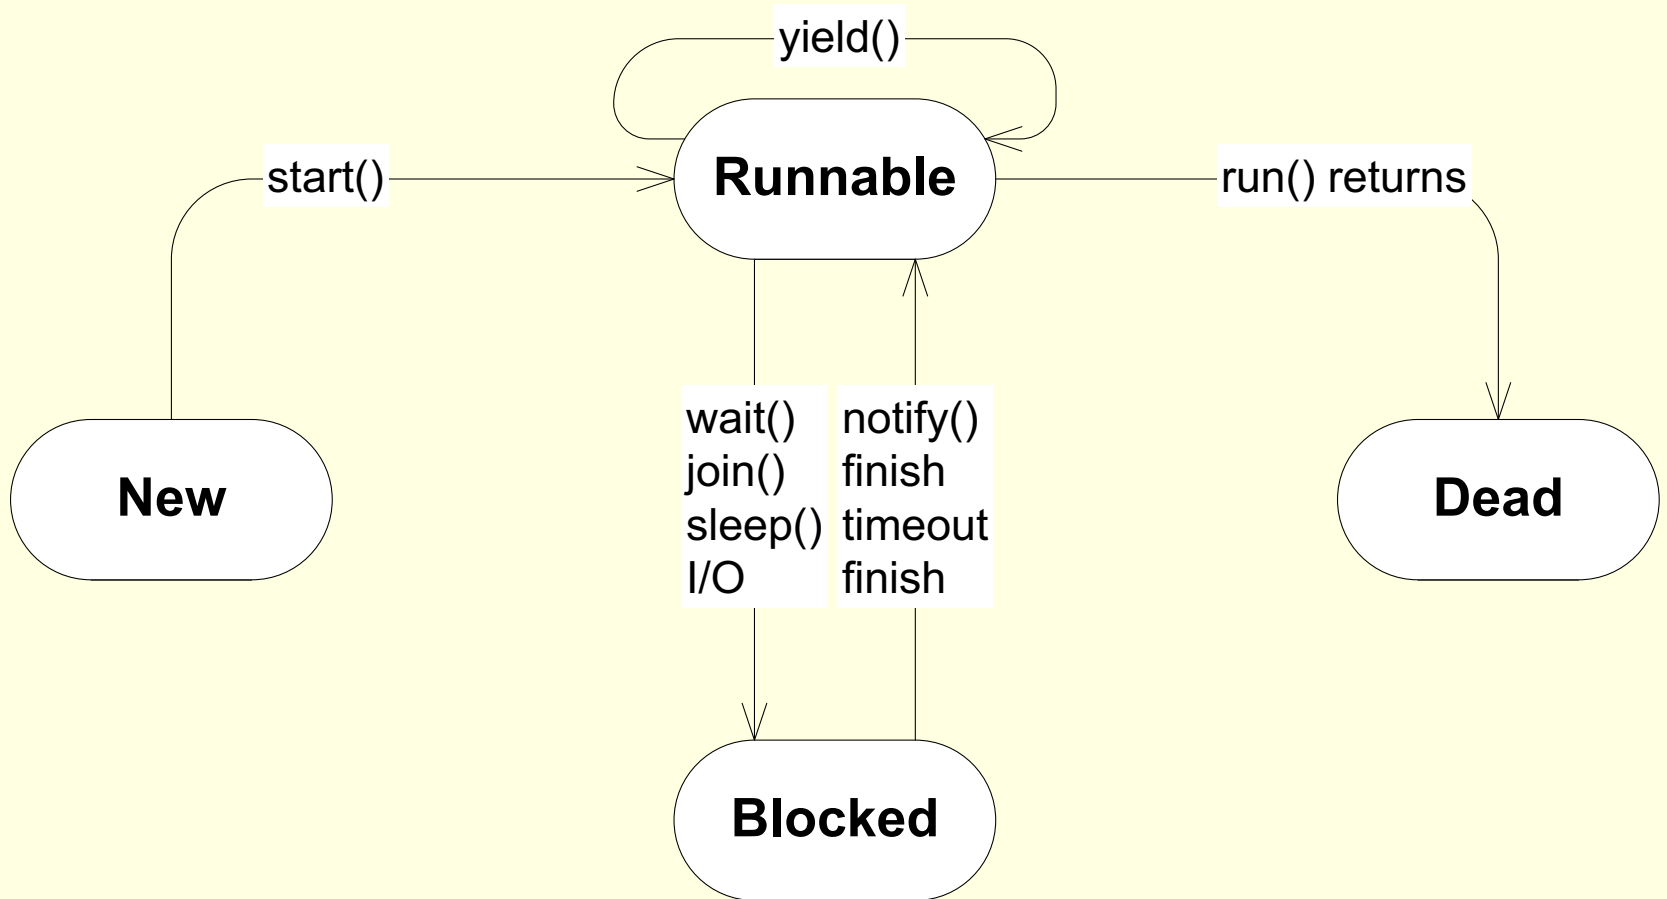 yield()
start()
Runnable
run() returns
wait()
join()
sleep()
I/O
notify()
finish
timeout
finish
New
Dead
Blocked